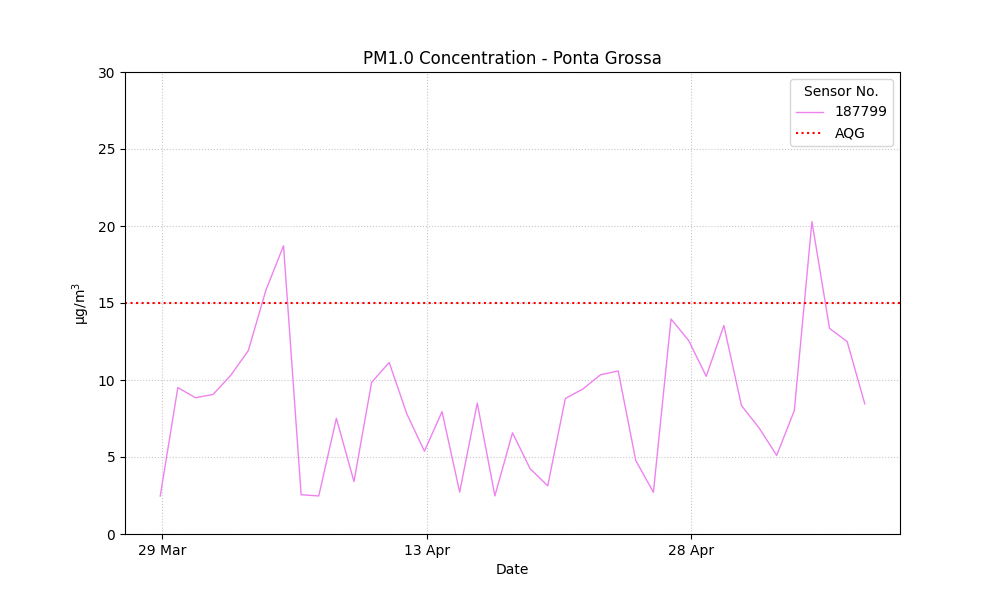 PM1.0 Concentration - Ponta Grossa
Sensor No.
187799
AQG
30
25
20
15
10
5
0
µg/m³
29 Mar
13 Apr
28 Apr
Date